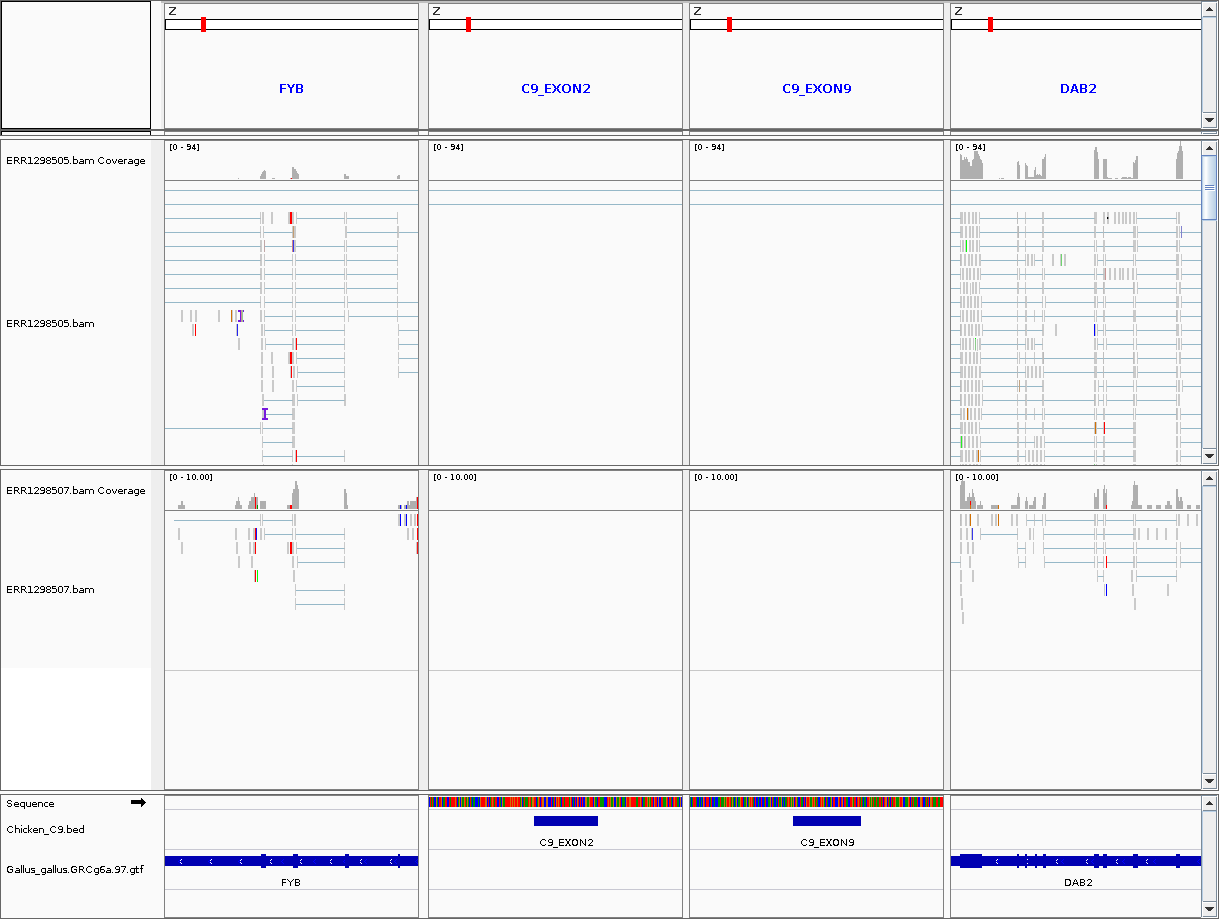 Z Z Z Z
FYB C9_EXON2 C9_EXON9 DAB2
[0 - 94] [0 - 94] [0 - 94] [0 - 94]
ERR1298505.bam Coverage
ERR1298505.bam
[0 - 10.00] [0 - 10.00] [0 - 10.00] [0 - 10.00]
ERR1298507.bam Coverage
ERR1298507.bam
Sequence
Chicken_C9.bed
C9_EXON2 C9_EXON9
Gallus_gallus.GRCg6a.97.gtf
FYB DAB2